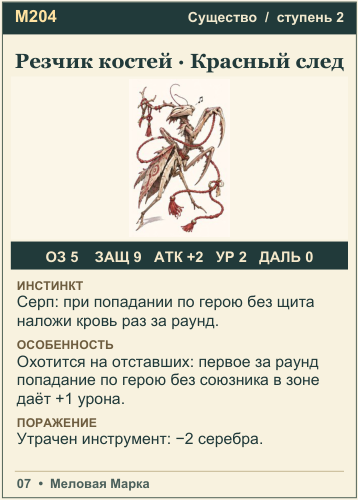 M204
Существо / ступень 2
Резчик костей · Красный след
ОЗ 5 ЗАЩ 9 АТК +2 УР 2 ДАЛЬ 0
ИНСТИНКТ
Серп: при попадании по герою без щита
наложи кровь раз за раунд.
ОСОБЕННОСТЬ
Охотится на отставших: первое за раунд
попадание по герою без союзника в зоне
даёт +1 урона.
ПОРАЖЕНИЕ
Утрачен инструмент: −2 серебра.
07 • Меловая Марка